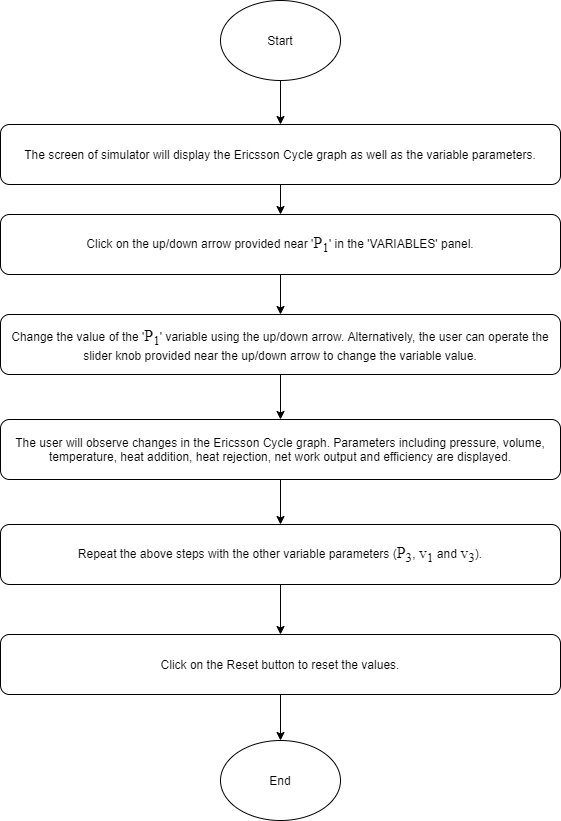 Start
The screen of simulator will display the Ericsson Cycle graph as well as the variable parameters.
Click on the up/down arrow provided near 'P₁' in the 'VARIABLES' panel.
Change the value of the 'P₁' variable using the up/down arrow. Alternatively, the user can operate the
slider knob provided near the up/down arrow to change the variable value.
The user will observe changes in the Ericsson Cycle graph. Parameters including pressure, volume,
temperature, heat addition, heat rejection, net work output and efficiency are displayed.
Repeat the above steps with the other variable parameters (P₃, v₁ and v₃).
Click on the Reset button to reset the values.
End